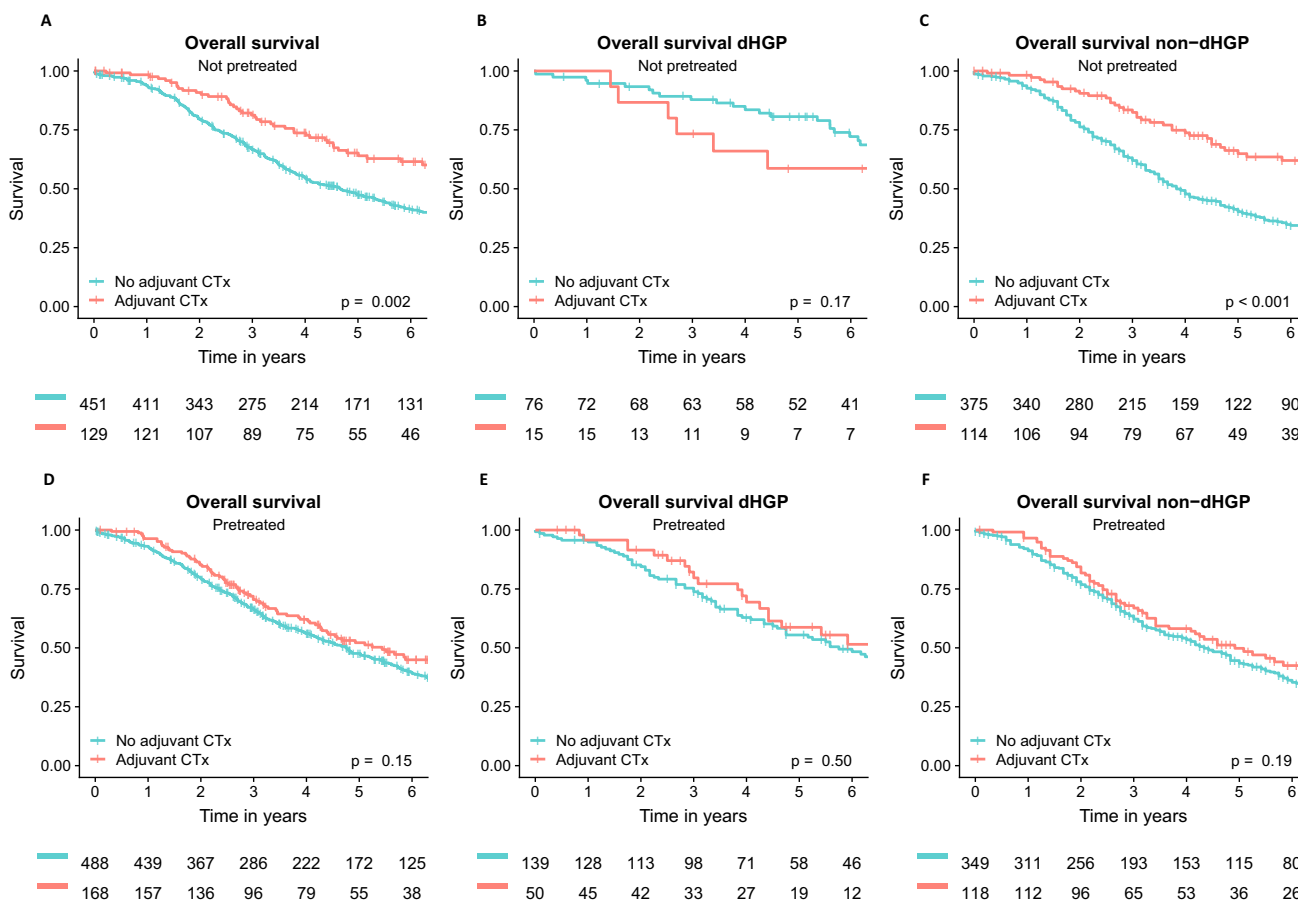 A
Overall survival
Not pretreated
1.00
0.75
0.50
0.25
0.00
Survival
No adjuvant CTx
Adjuvant CTx
p = 0.002
0 1 2 3 4 5 6
Time in years
451 411 343 275 214 171 131
129 121 107 89 75 55 46
B
Overall survival dHGP
Not pretreated
1.00
0.75
0.50
0.25
0.00
Survival
No adjuvant CTx
Adjuvant CTx
p = 0.17
0 1 2 3 4 5 6
Time in years
76 72 68 63 58 52 41
15 15 13 11 9 7 7
C
Overall survival non−dHGP
Not pretreated
1.00
0.75
0.50
0.25
0.00
Survival
No adjuvant CTx
Adjuvant CTx
p < 0.001
0 1 2 3 4 5 6
Time in years
375 340 280 215 159 122 90
114 106 94 79 67 49 39
D
Overall survival
Pretreated
1.00
0.75
0.50
0.25
0.00
Survival
No adjuvant CTx
Adjuvant CTx
p = 0.15
0 1 2 3 4 5 6
Time in years
488 439 367 286 222 172 125
168 157 136 96 79 55 38
E
Overall survival dHGP
Pretreated
1.00
0.75
0.50
0.25
0.00
Survival
No adjuvant CTx
Adjuvant CTx
p = 0.50
0 1 2 3 4 5 6
Time in years
139 128 113 98 71 58 46
50 45 42 33 27 19 12
F
Overall survival non−dHGP
Pretreated
1.00
0.75
0.50
0.25
0.00
Survival
No adjuvant CTx
Adjuvant CTx
p = 0.19
0 1 2 3 4 5 6
Time in years
349 311 256 193 153 115 80
118 112 96 65 53 36 26